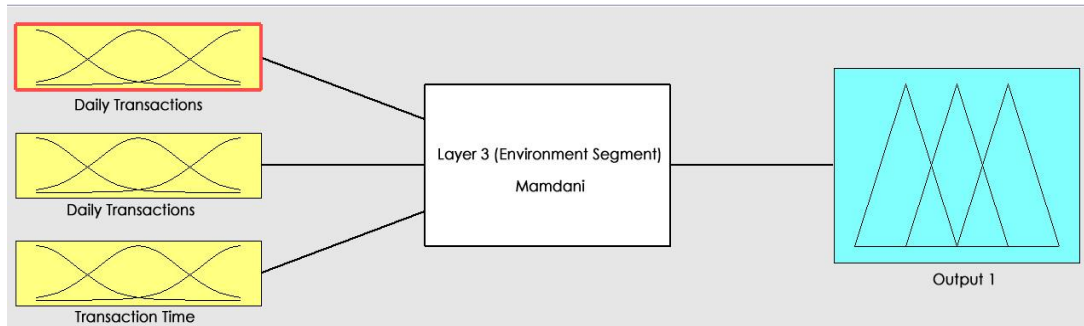 Daily Transactions
Daily Transactions
Transaction Time
Layer 3 (Environment Segment)
Mamdani
Output 1